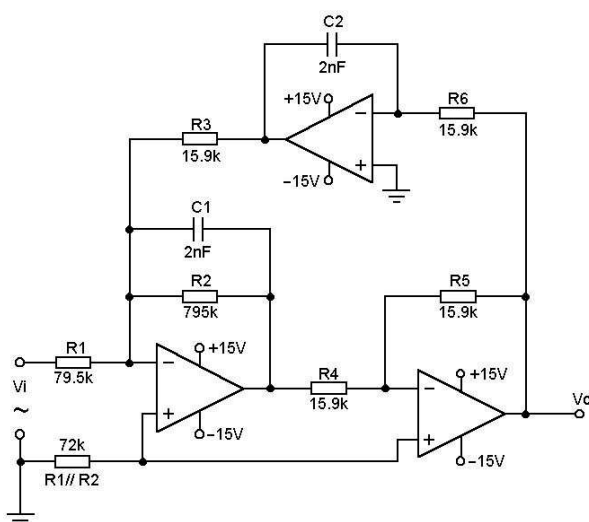 C2
2nF
+15V
−
+
−15V
R6
15.9k
R3
15.9k
C1
2nF
R2
795k
R5
15.9k
R1
79.5k
−
+
+15V
−15V
R4
15.9k
−
+
+15V
−15V
Vi
~
72k
R1// R2
Vo